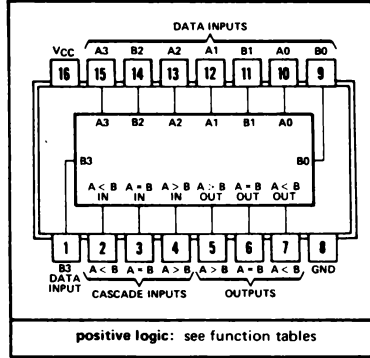 DATA INPUTS
VCC A3 B2 A2 A1 B1 A0 B0
16 15 14 13 12 11 10 9
A3 B2 A2 A1 B1 A0
B3 B0
A < B A = B A > B A > B A = B A < B
IN IN IN OUT OUT OUT
1 2 3 4 5 6 7 8
B3 A < B A = B A > B A > B A = B A < B GND
DATA
INPUT
CASCADE INPUTS OUTPUTS
positive logic: see function tables